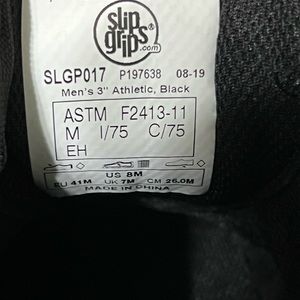 slip
grips
.com
SLGP017 P197638 08-19
Men's 3" Athletic, Black
ASTM F2413-11
M I/75 C/75
EH
US 8M
EU 41M UK 7M CM 26.0M
MADE IN CHINA